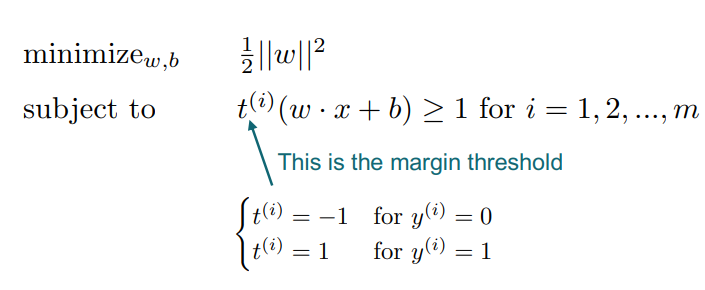 minimize_{w,b} \frac{1}{2}||w||^2
subject to t^{(i)}(w · x + b) ≥ 1 for i = 1, 2, ..., m
This is the margin threshold
t^{(i)} = −1 for y^{(i)} = 0
t^{(i)} = 1 for y^{(i)} = 1